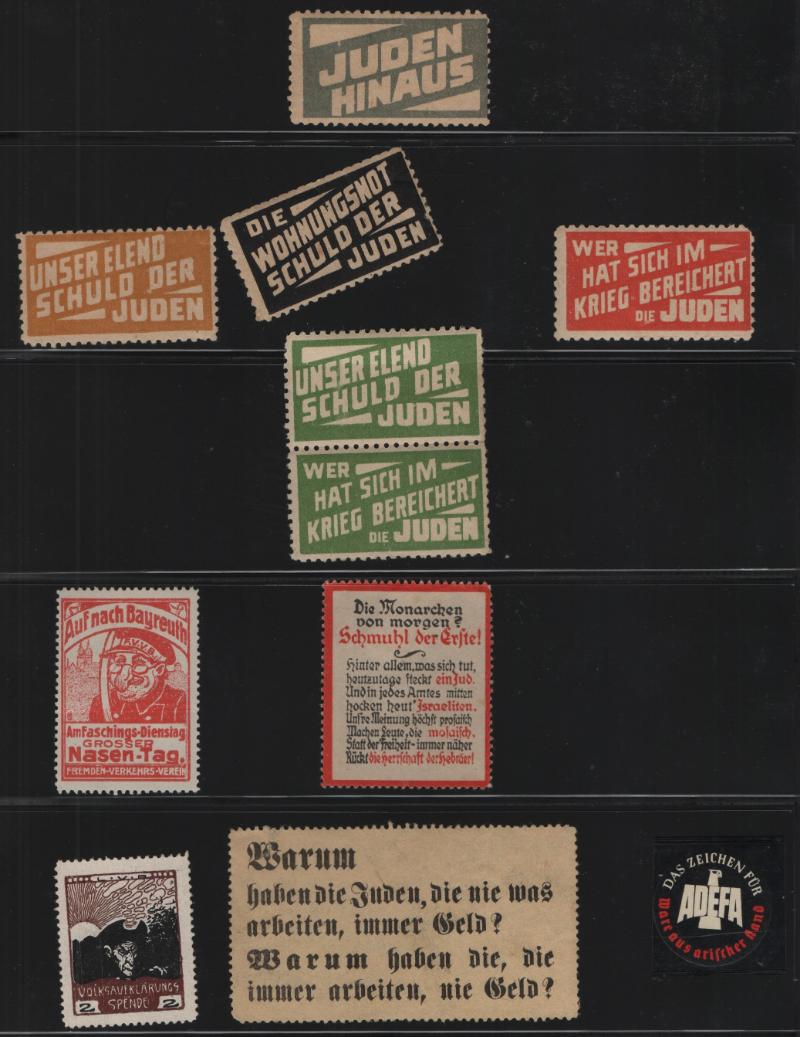 JUDEN
HINAUS
DIE
WOHNUNGSNOT
SCHULD DER
JUDEN
UNSER ELEND
SCHULD DER
JUDEN
WER
HAT SICH IM
KRIEG BEREICHERT
DIE JUDEN
UNSER ELEND
SCHULD DER
JUDEN
WER
HAT SICH IM
KRIEG BEREICHERT
DIE JUDEN
Auf nach Bayreuth
F.V.V.B.
Am Faschings-Dienstag
GROSSER
Nasen-Tag.
FREMDEN-VERKEHRS-VEREIN
Die Monarchen
von morgen?
Schmuhl der Erste!
Hinter allem, was sich tut,
heutzutage steckt ein Jud.
Und in jedes Amtes mitten
hocken heut' Israeliten.
Unsre Meinung höchst prosaisch
Machen Leute, die mosaisch.
Statt der Freiheit - immer näher
Rückt die Herrschaft der Hebräer!
L.V.B.
VOLKSAUFKLÄRUNGS
2 SPENDE 2
Warum
haben die Juden, die nie was
arbeiten, immer Geld?
Warum haben die, die
immer arbeiten, nie Geld?
DAS ZEICHEN FÜR
ADEFA
Ware aus arischer Hand